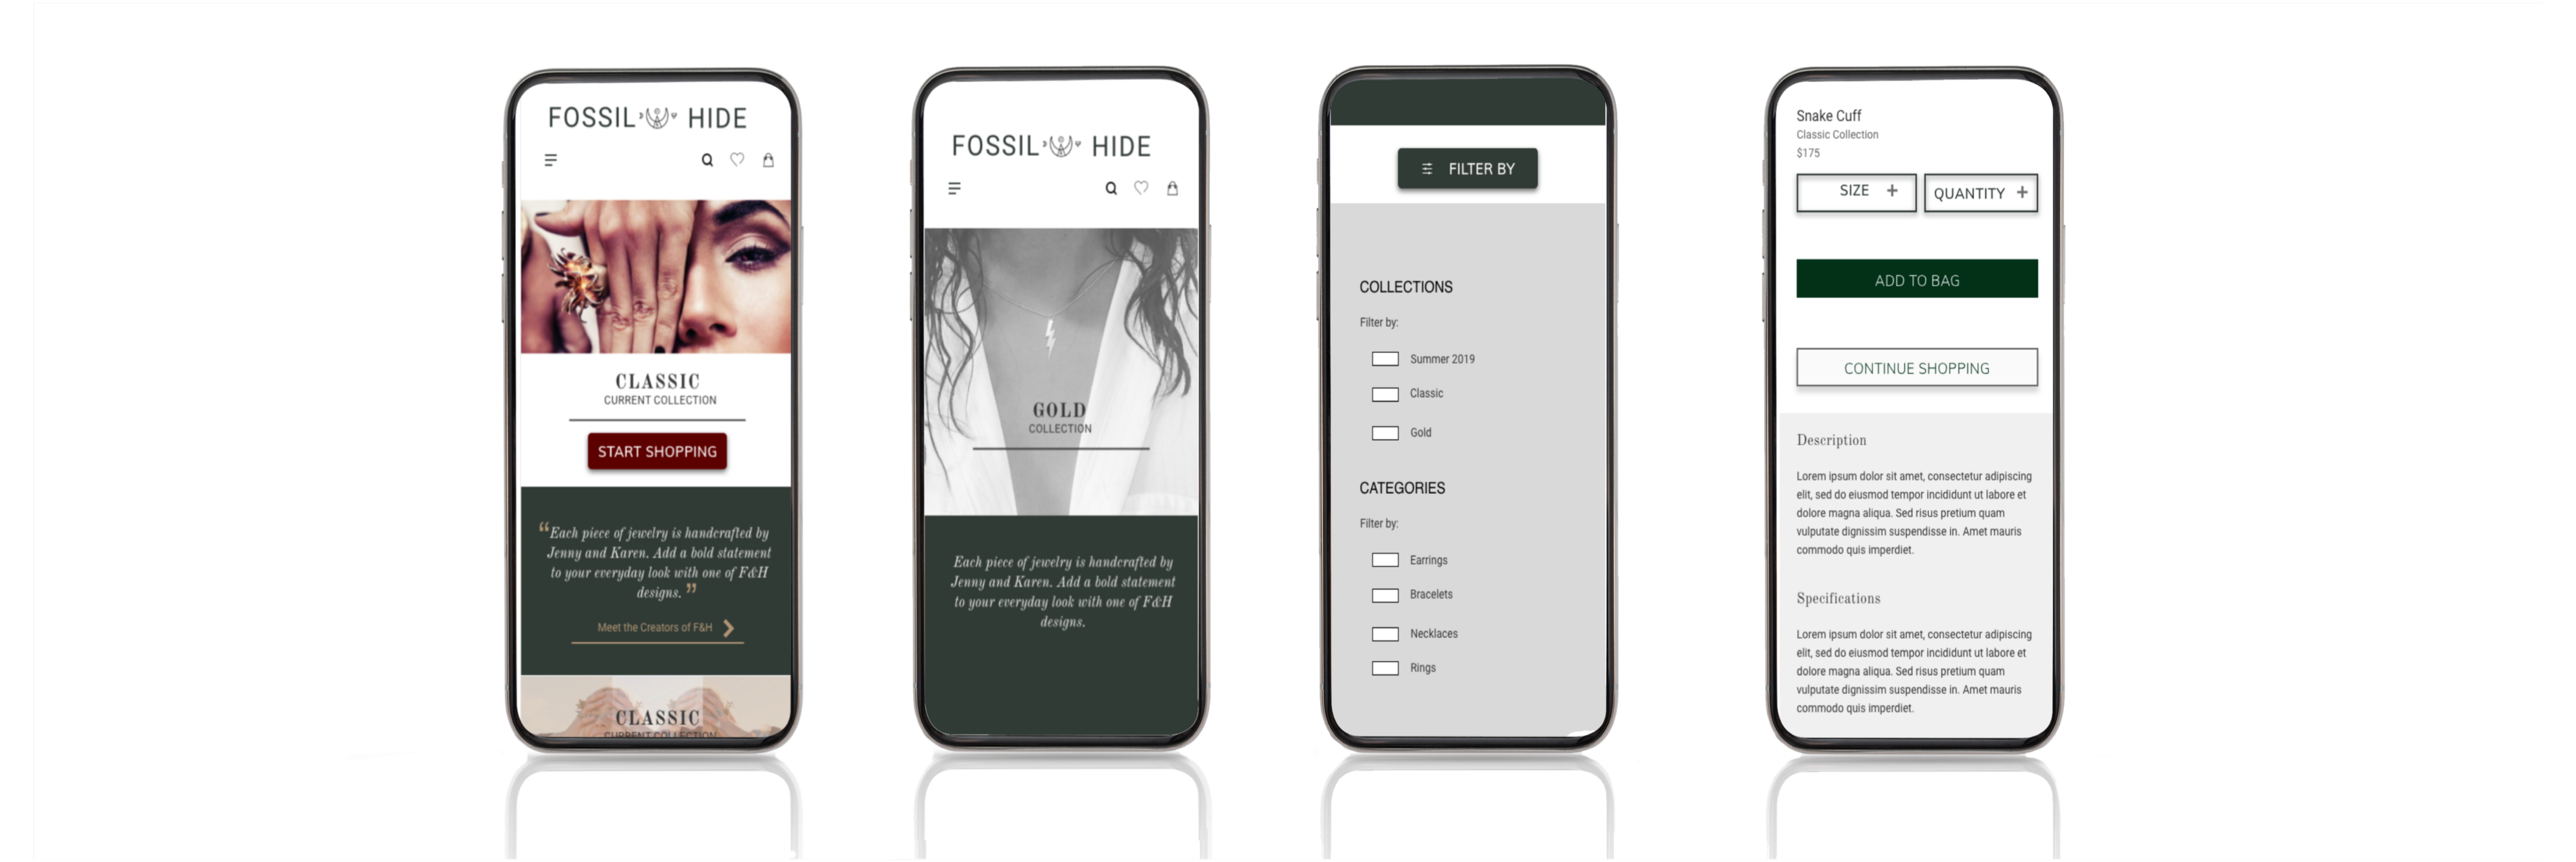 FOSSIL HIDE
CLASSIC
CURRENT COLLECTION
START SHOPPING
“Each piece of jewelry is handcrafted by
Jenny and Karen. Add a bold statement
to your everyday look with one of F&H
designs.”
Meet the Creators of F&H
CLASSIC
CURRENT COLLECTION
FOSSIL HIDE
GOLD
COLLECTION
Each piece of jewelry is handcrafted by
Jenny and Karen. Add a bold statement
to your everyday look with one of F&H
designs.
FILTER BY
COLLECTIONS
Filter by:
Summer 2019
Classic
Gold
CATEGORIES
Filter by:
Earrings
Bracelets
Necklaces
Rings
Snake Cuff
Classic Collection
$175
SIZE +
QUANTITY +
ADD TO BAG
CONTINUE SHOPPING
Description
Lorem ipsum dolor sit amet, consectetur adipiscing
elit, sed do eiusmod tempor incididunt ut labore et
dolore magna aliqua. Sed risus pretium quam
vulputate dignissim suspendisse in. Amet mauris
commodo quis imperdiet.
Specifications
Lorem ipsum dolor sit amet, consectetur adipiscing
elit, sed do eiusmod tempor incididunt ut labore et
dolore magna aliqua. Sed risus pretium quam
vulputate dignissim suspendisse in. Amet mauris
commodo quis imperdiet.